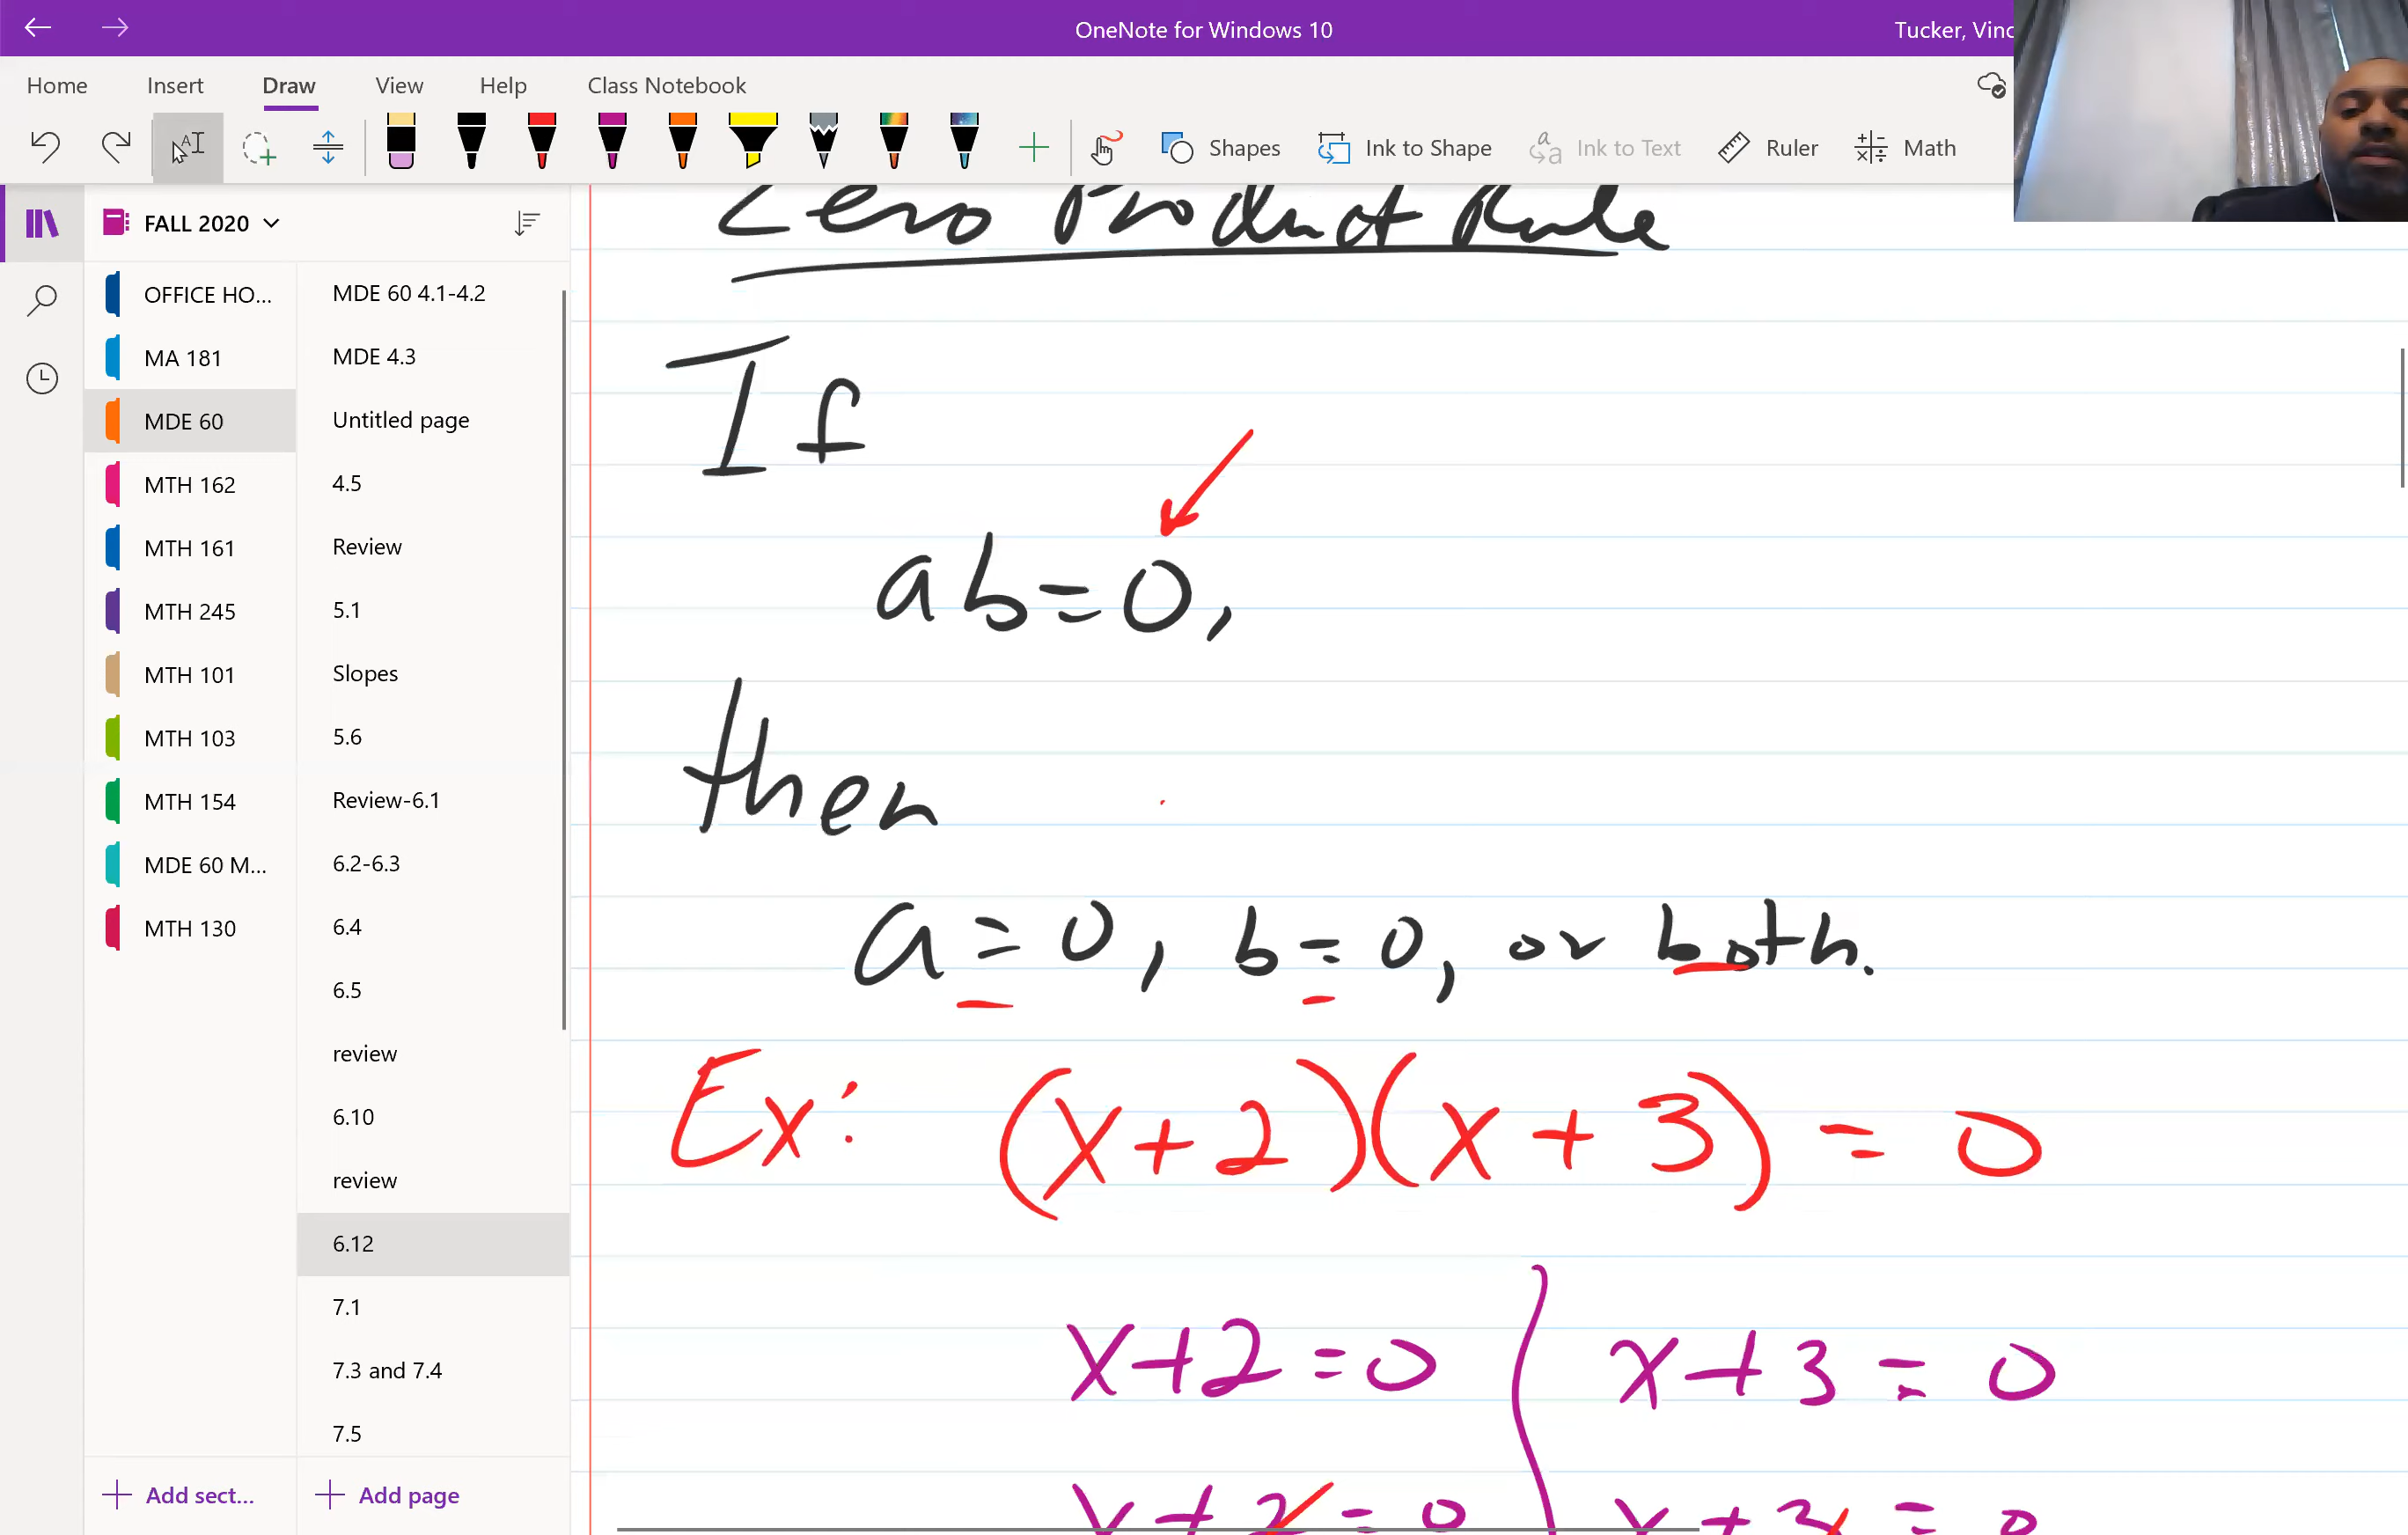 OneNote for Windows 10
Tucker, Vinc
Home Insert Draw View Help Class Notebook
Shapes Ink to Shape Ink to Text Ruler Math
FALL 2020
OFFICE HO...
MA 181
MDE 60
MTH 162
MTH 161
MTH 245
MTH 101
MTH 103
MTH 154
MDE 60 M...
MTH 130
Add sect...
MDE 60 4.1-4.2
MDE 4.3
Untitled page
4.5
Review
5.1
Slopes
5.6
Review-6.1
6.2-6.3
6.4
6.5
review
6.10
review
6.12
7.1
7.3 and 7.4
7.5
Add page
Zero Product Rule
If
ab=0,
then
a=0, b=0, or both.
Ex: (x+2)(x+3)=0
x+2=0 x+3=0
x+2=0 x+3=0